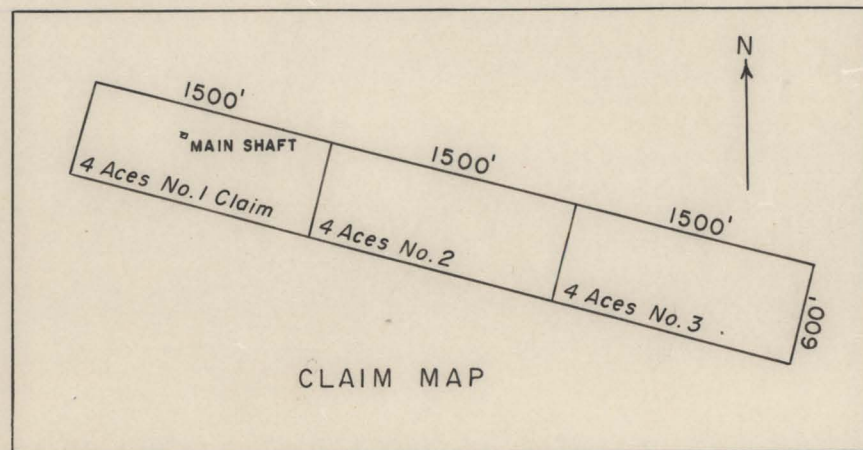 N
1500'
MAIN SHAFT
4 Aces No.1 Claim
1500'
4 Aces No.2
1500'
4 Aces No.3
600'
CLAIM MAP